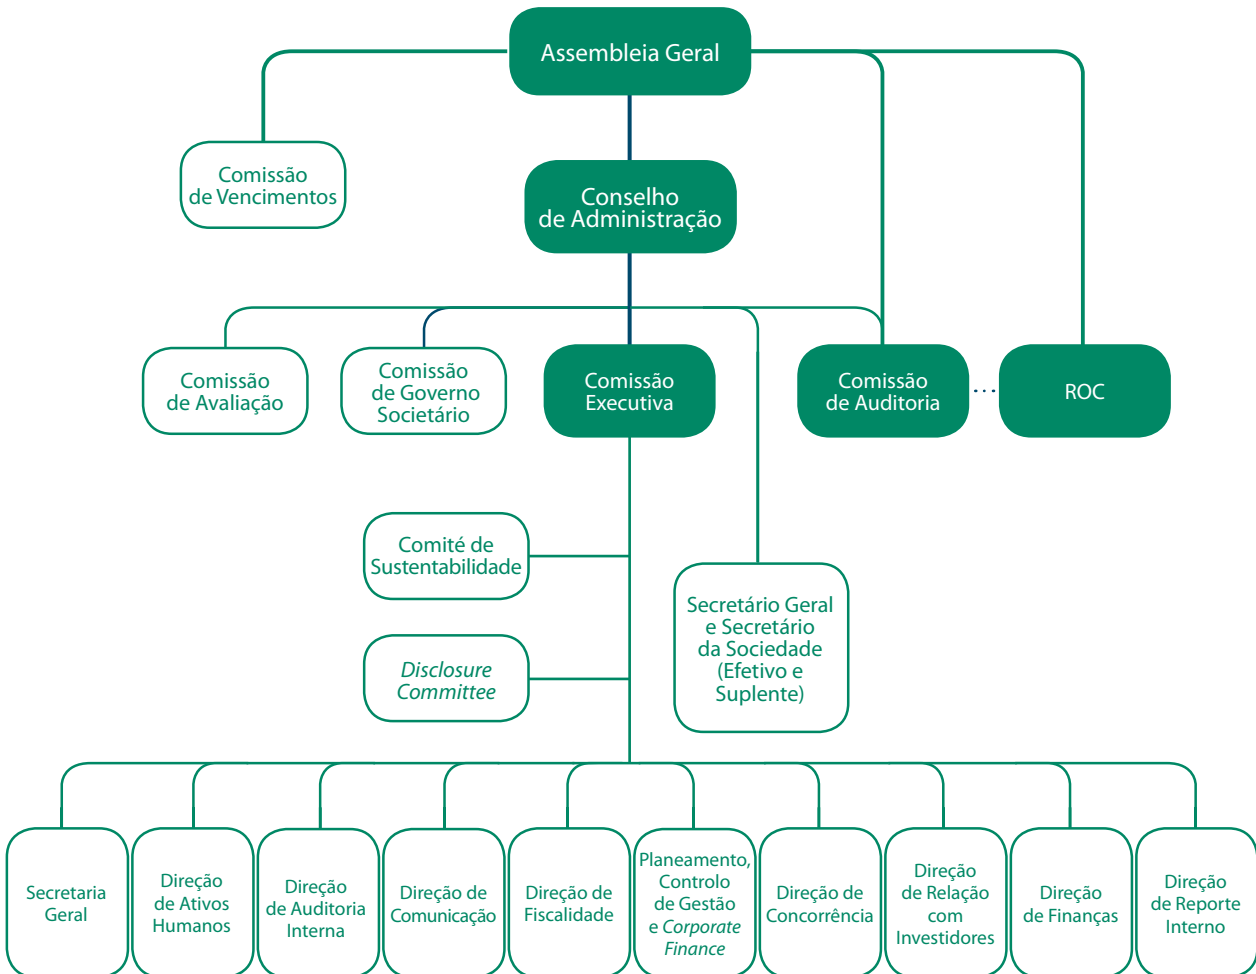 Assembleia Geral
Comissão
de Vencimentos
Conselho
de Administração
Comissão
de Avaliação
Comissão
de Governo
Societário
Comissão
Executiva
Comissão
de Auditoria
ROC
Comité de
Sustentabilidade
Secretário Geral
e Secretário
da Sociedade
(Efetivo e
Suplente)
Disclosure
Committee
Secretaria
Geral
Direção
de Ativos
Humanos
Direção
de Auditoria
Interna
Direção de
Comunicação
Direção de
Fiscalidade
Planeamento,
Controlo
de Gestão
e Corporate
Finance
Direção de
Concorrência
Direção
de Relação
com
Investidores
Direção
de Finanças
Direção
de Reporte
Interno